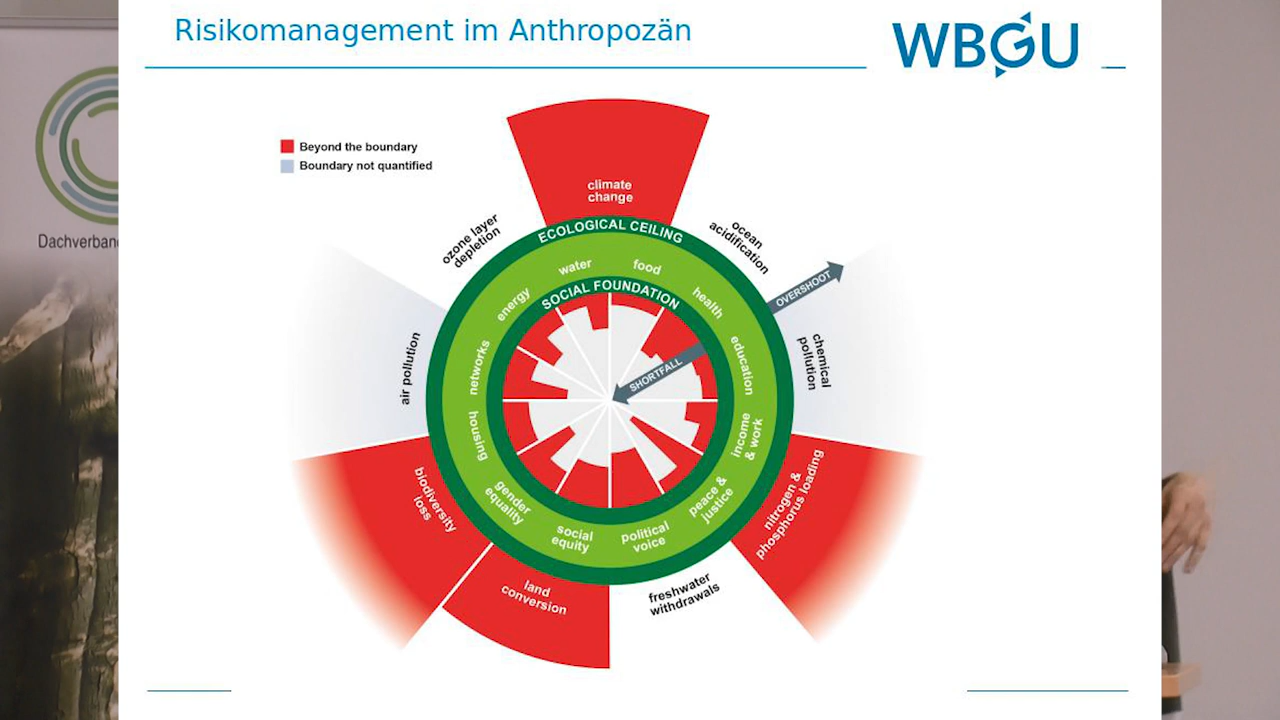 Risikomanagement im Anthropozän
WBGU
Dachverban
Beyond the boundary
Boundary not quantified
climate
change
ozone layer
depletion
ocean
acidification
ECOLOGICAL CEILING
OVERSHOOT
water
food
energy
health
SOCIAL FOUNDATION
air pollution
networks
education
chemical
pollution
SHORTFALL
housing
income
& work
biodiversity
loss
gender
equality
peace &
justice
nitrogen &
phosphorus loading
social
equity
political
voice
land
conversion
freshwater
withdrawals